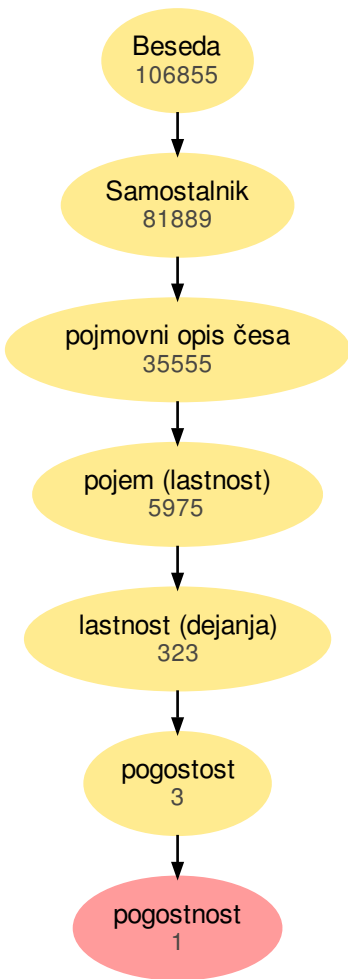 Beseda
106855
Samostalnik
81889
pojmovni opis česa
35555
pojem (lastnost)
5975
lastnost (dejanja)
323
pogostost
3
pogostnost
1